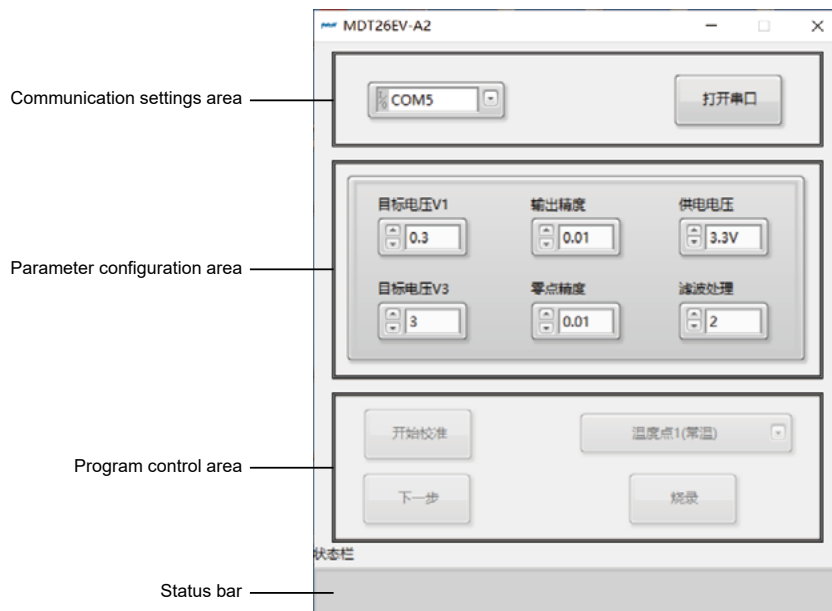 MDT26EV-A2
Communication settings area
COM5
打开串口
Parameter configuration area
目标电压V1
输出精度
供电电压
0.3
0.01
3.3V
目标电压V3
零点精度
滤波处理
3
0.01
2
Program control area
开始校准
温度点1(常温)
下一步
烧录
状态栏
Status bar